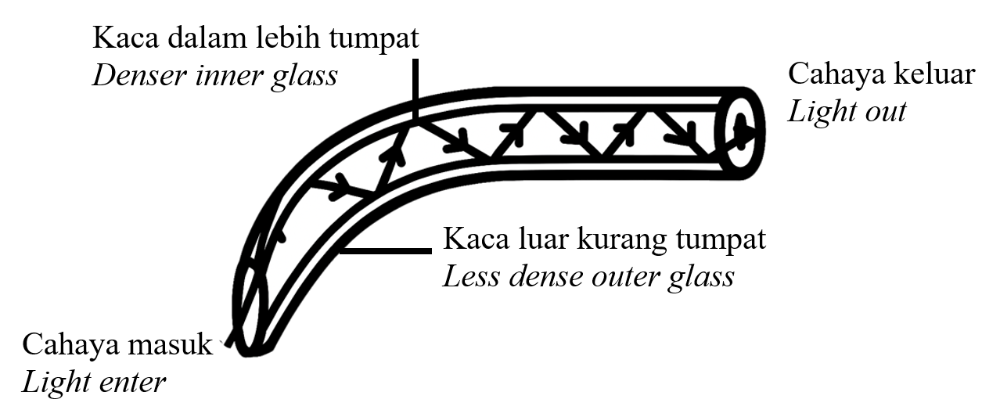 Kaca dalam lebih tumpat
Denser inner glass
Cahaya keluar
Light out
Kaca luar kurang tumpat
Less dense outer glass
Cahaya masuk
Light enter